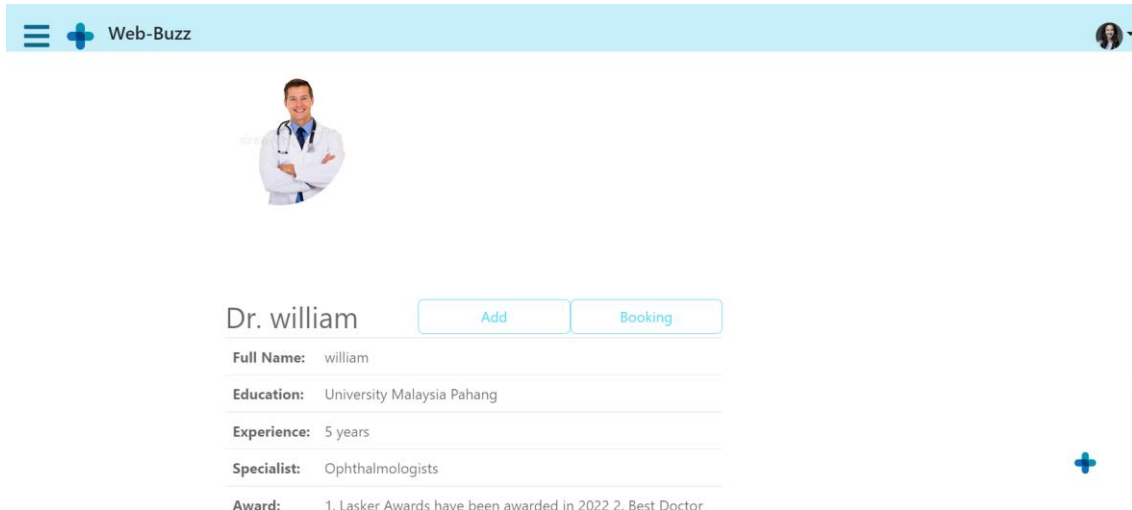 Web-Buzz
Dr. william
Add
Booking
Full Name: william
Education: University Malaysia Pahang
Experience: 5 years
Specialist: Ophthalmologists
Award: 1. Lasker Awards have been awarded in 2022 2. Best Doctor